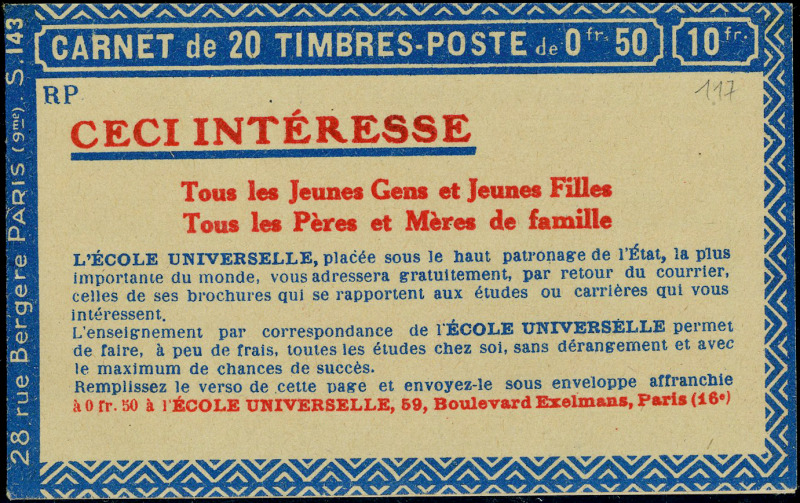 CARNET de 20 TIMBRES-POSTE de 0 fr. 50 10 fr.
RP
117
CECI INTÉRESSE
Tous les Jeunes Gens et Jeunes Filles
Tous les Pères et Mères de famille
L'ÉCOLE UNIVERSELLE, placée sous le haut patronage de l'État, la plus
importante du monde, vous adressera gratuitement, par retour du courrier,
celles de ses brochures qui se rapportent aux études ou carrières qui vous
intéressent.
L'enseignement par correspondance de l'ÉCOLE UNIVERSELLE permet
de faire, à peu de frais, toutes les études chez soi, sans dérangement et avec
le maximum de chances de succès.
Remplissez le verso de cette page et envoyez-le sous enveloppe affranchie
à 0 fr. 50 à l'ÉCOLE UNIVERSELLE, 59, Boulevard Exelmans, Paris (16e)
28 rue Bergère PARIS (9me). S. 143